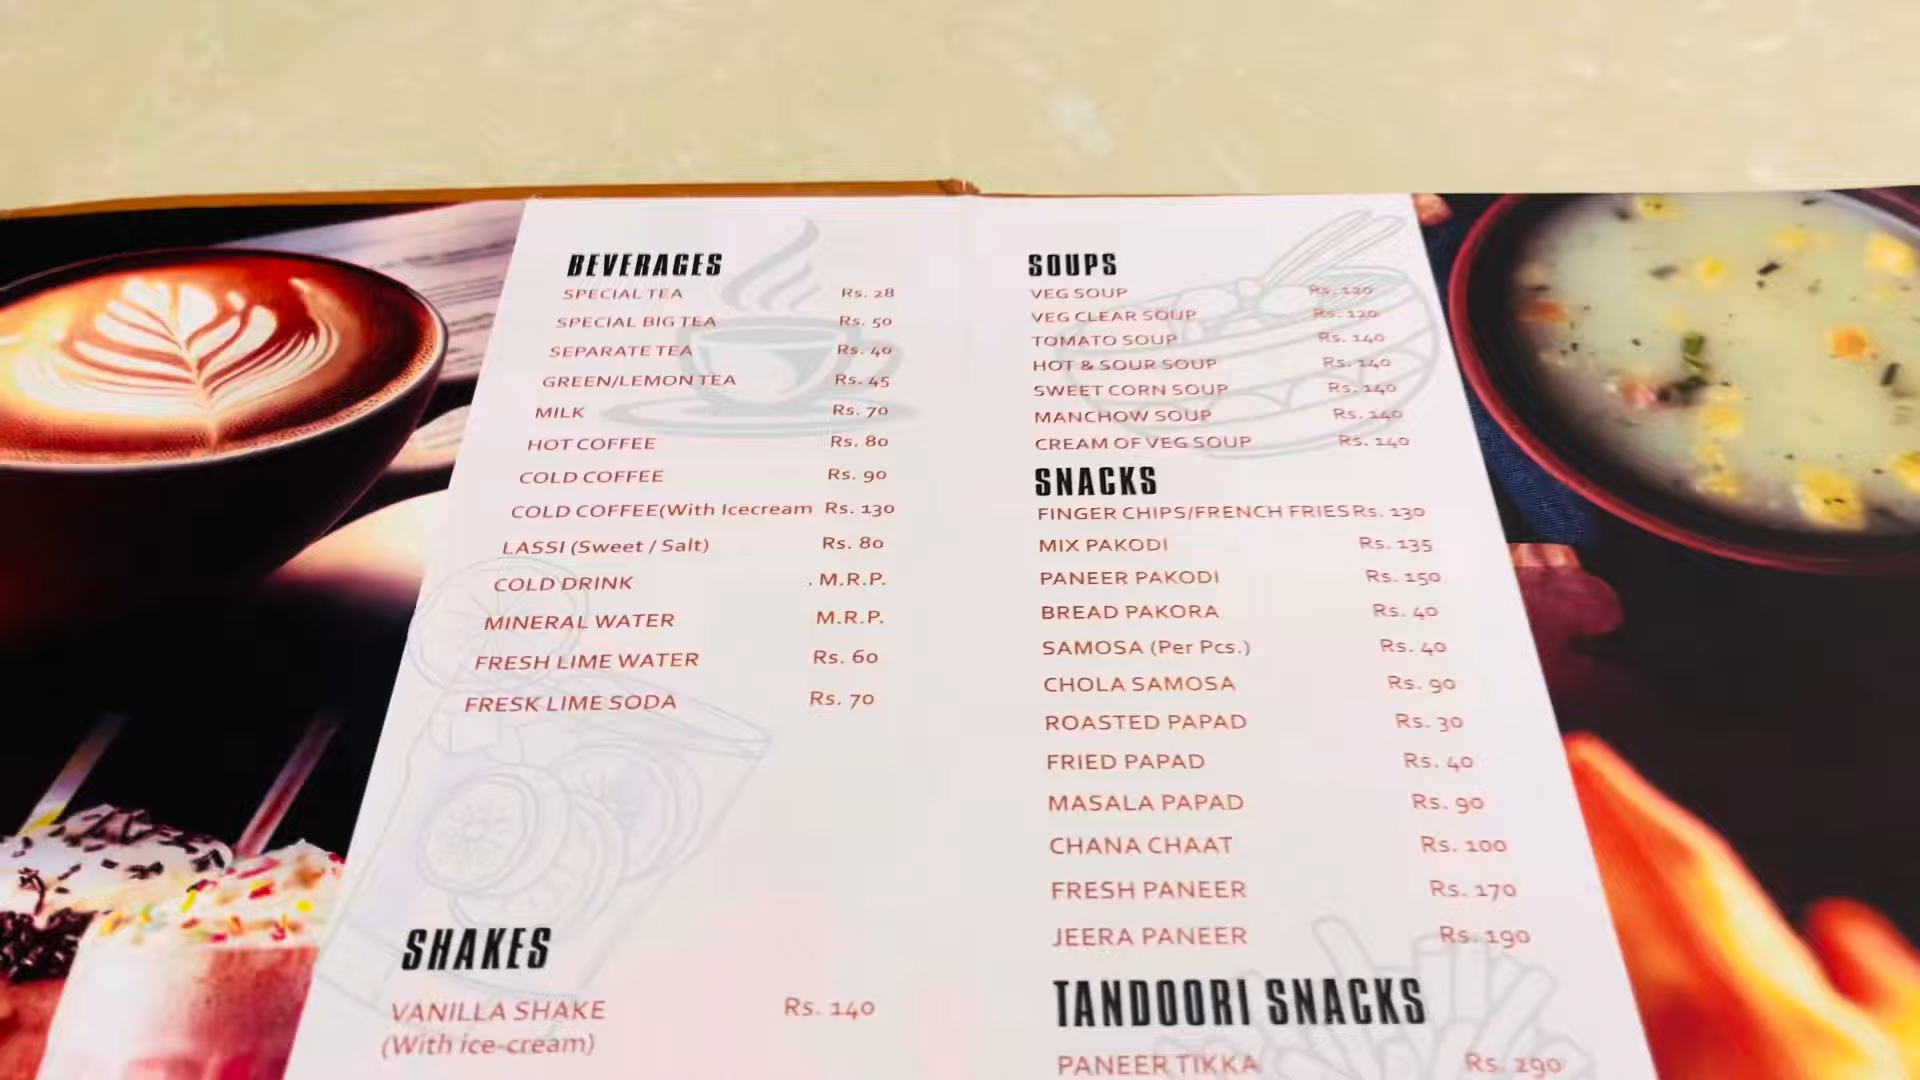 BEVERAGES
SPECIAL TEA Rs. 28
SPECIAL BIG TEA Rs. 50
SEPARATE TEA Rs. 40
GREEN/LEMON TEA Rs. 45
MILK Rs. 70
HOT COFFEE Rs. 80
COLD COFFEE Rs. 90
COLD COFFEE(With Icecream Rs. 130
LASSI (Sweet / Salt) Rs. 80
COLD DRINK . M.R.P.
MINERAL WATER M.R.P.
FRESH LIME WATER Rs. 60
FRESK LIME SODA Rs. 70
SHAKES
VANILLA SHAKE Rs. 140
(With ice-cream)
SOUPS
VEG SOUP Rs. 120
VEG CLEAR SOUP Rs. 120
TOMATO SOUP Rs. 140
HOT & SOUR SOUP Rs. 140
SWEET CORN SOUP Rs. 140
MANCHOW SOUP Rs. 140
CREAM OF VEG SOUP Rs. 140
SNACKS
FINGER CHIPS/FRENCH FRIES Rs. 130
MIX PAKODI Rs. 135
PANEER PAKODI Rs. 150
BREAD PAKORA Rs. 40
SAMOSA (Per Pcs.) Rs. 40
CHOLA SAMOSA Rs. 90
ROASTED PAPAD Rs. 30
FRIED PAPAD Rs. 40
MASALA PAPAD Rs. 90
CHANA CHAAT Rs. 100
FRESH PANEER Rs. 170
JEERA PANEER Rs. 190
TANDOORI SNACKS
PANEER TIKKA Rs. 290